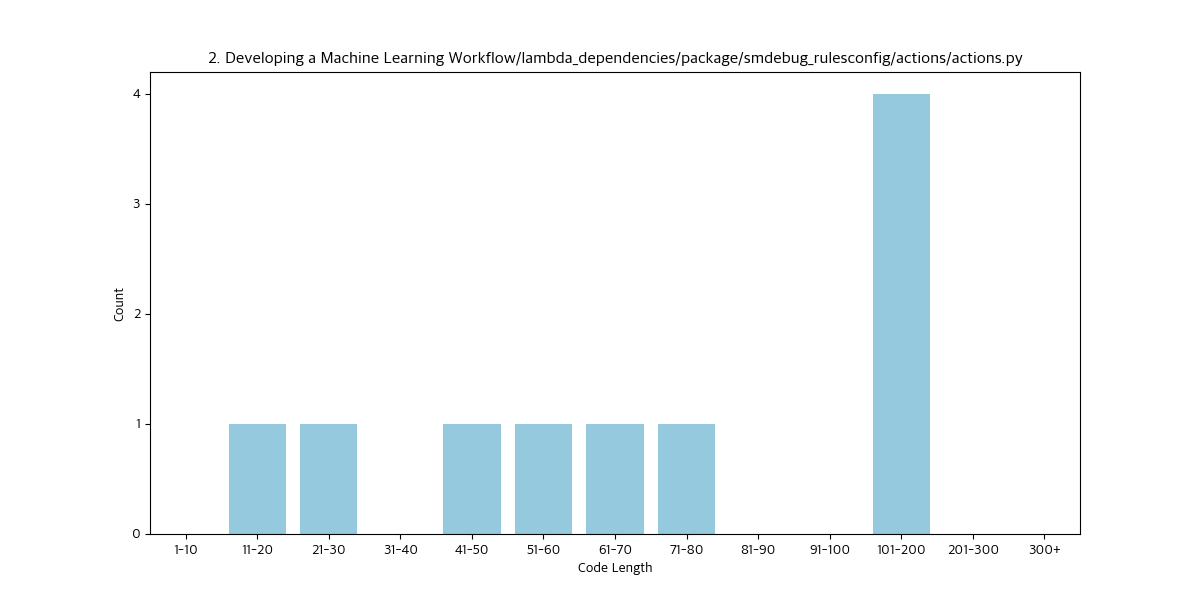 2. Developing a Machine Learning Workflow/lambda_dependencies/package/smdebug_rulesconfig/actions/actions.py
4
3
2
1
0
Count
1-10 11-20 21-30 31-40 41-50 51-60 61-70 71-80 81-90 91-100 101-200 201-300 300+
Code Length